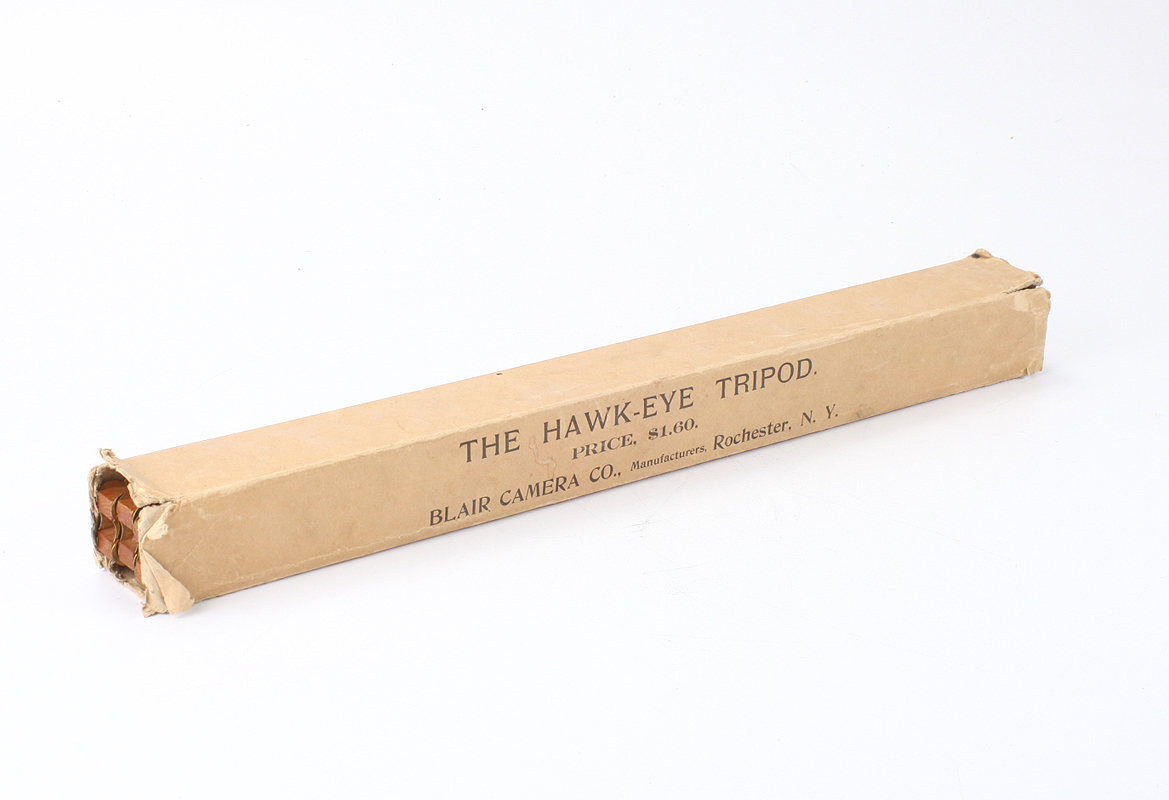 THE HAWK-EYE TRIPOD.
PRICE, $1.60.
BLAIR CAMERA CO., Manufacturers, Rochester, N. Y.